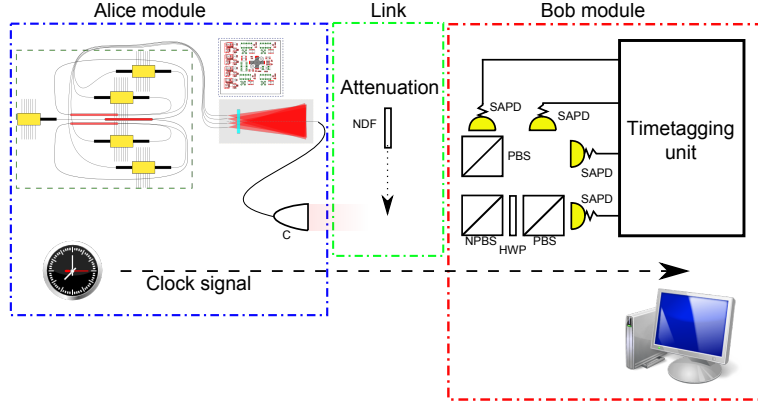 Alice module
Link
Bob module
Attenuation
NDF
SAPD
SAPD
PBS
SAPD
Timetagging
unit
SAPD
C
NPBS
HWP
PBS
Clock signal